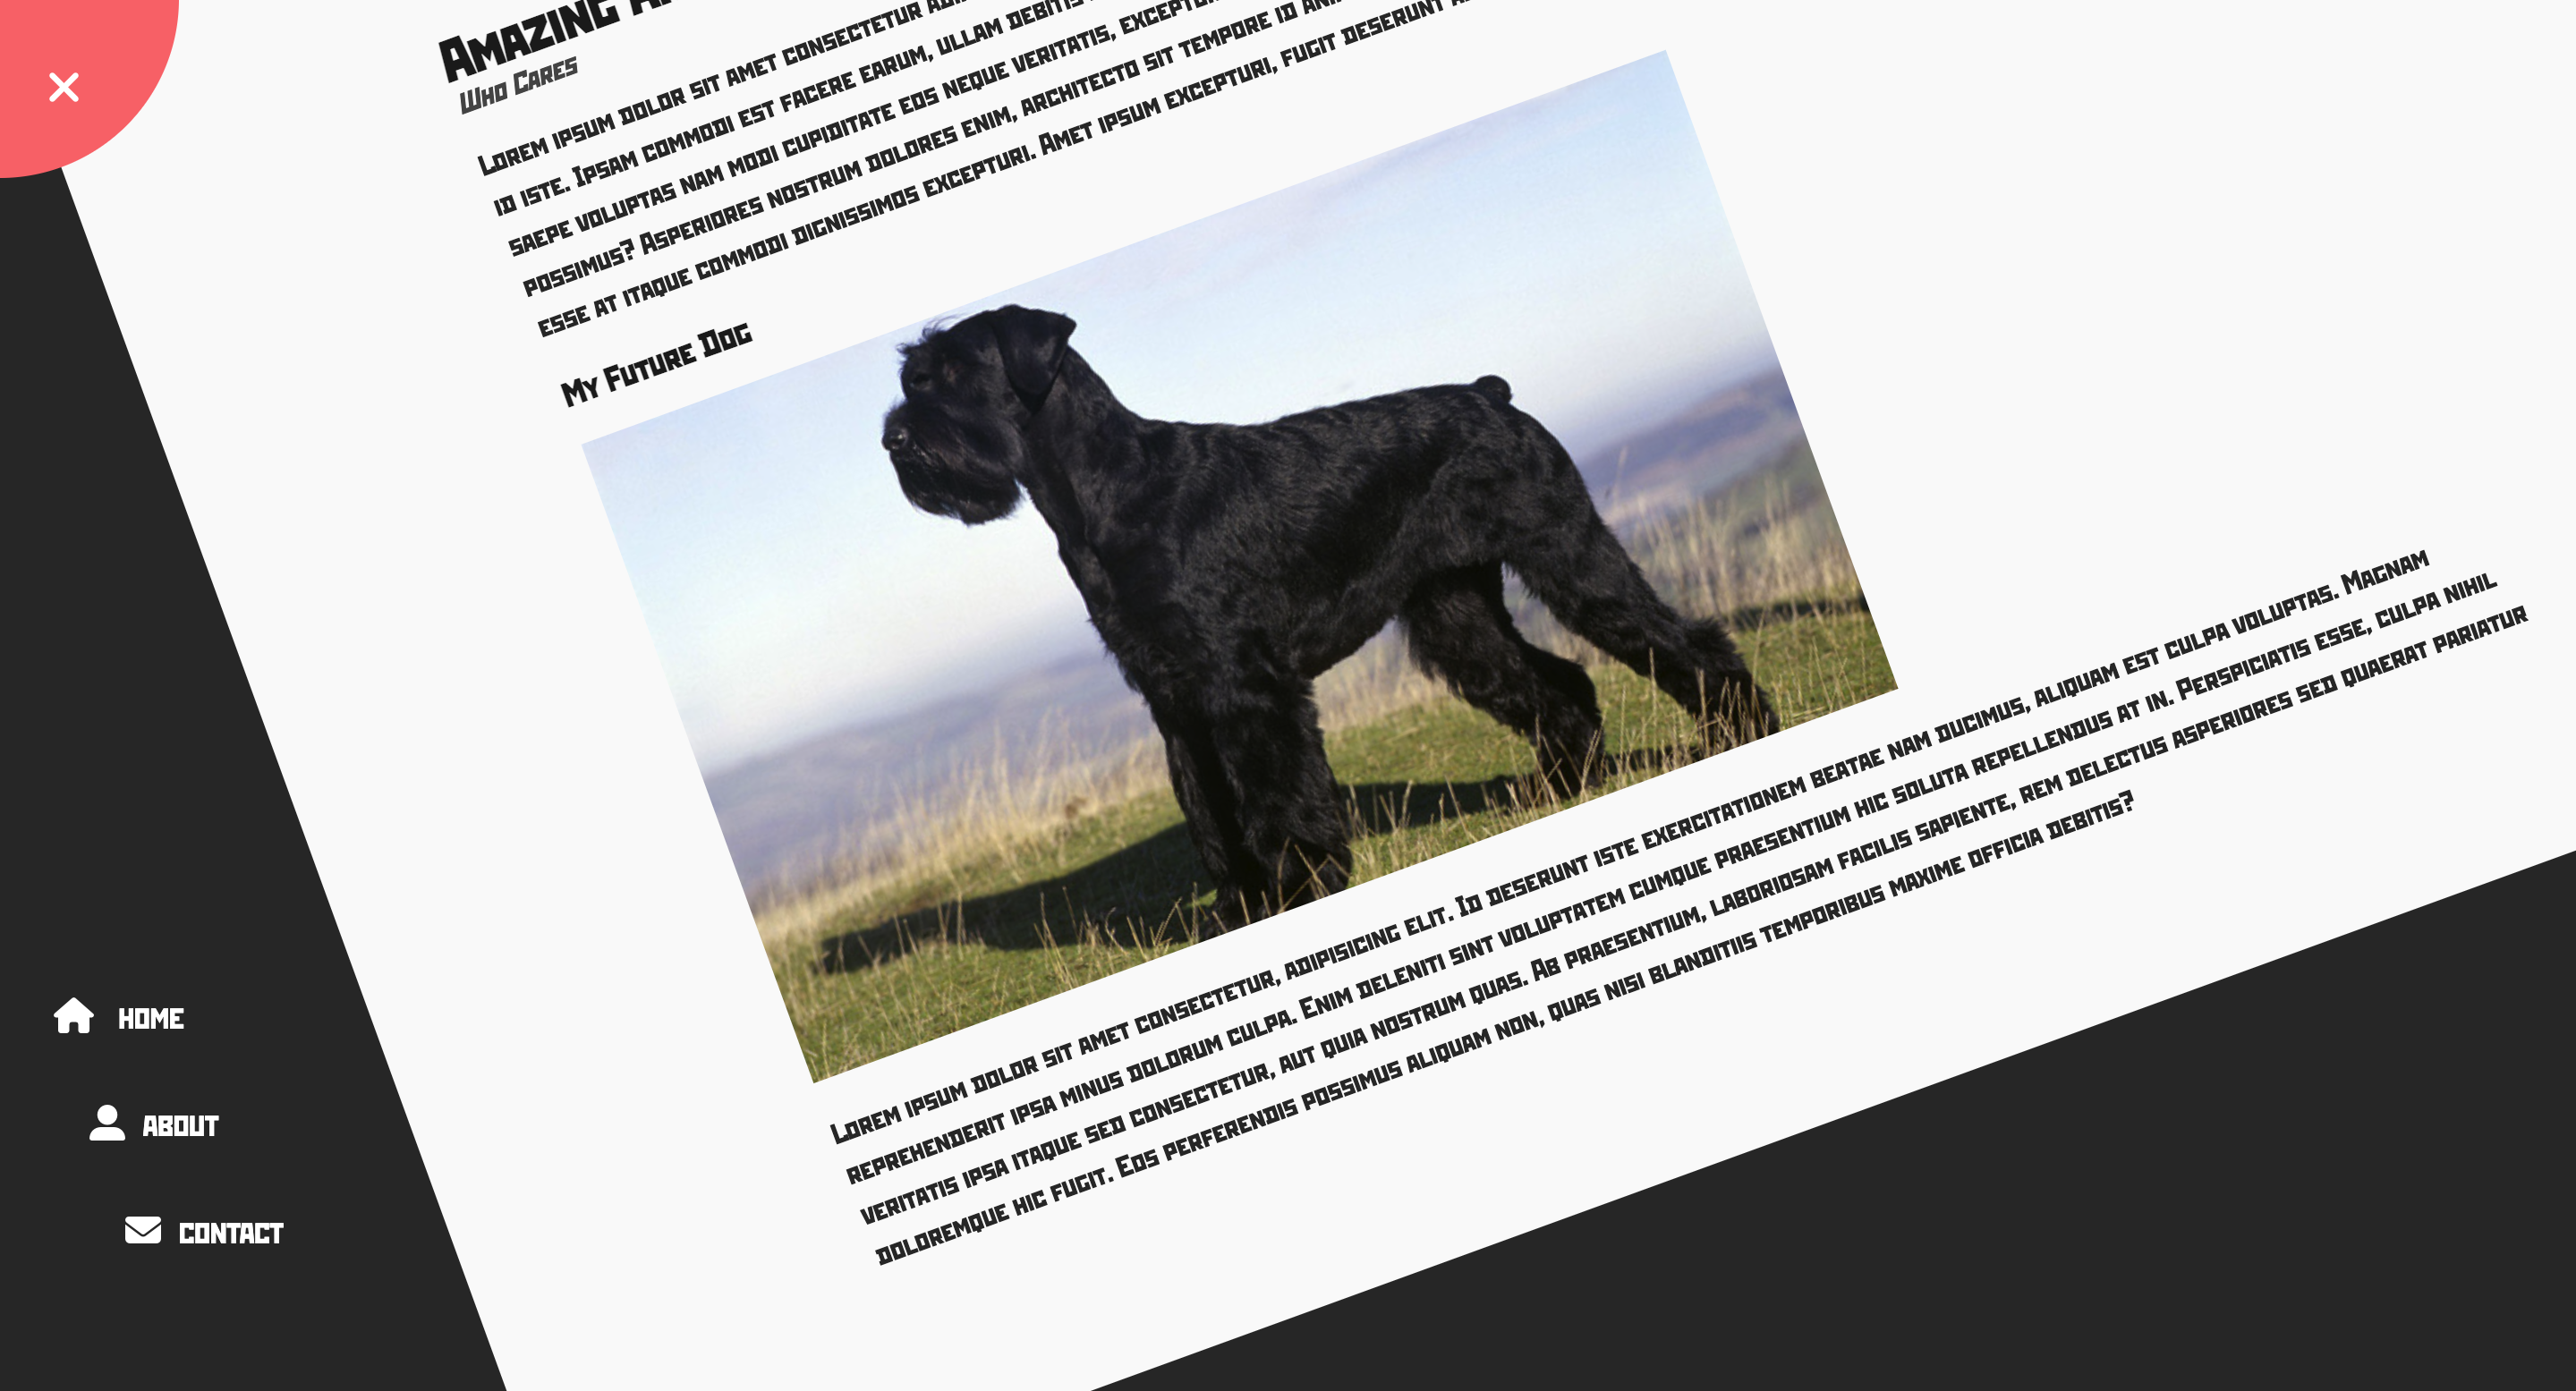 Amazing
Who Cares
Lorem ipsum dolor sit amet consectetur
id iste. Ipsam commodi est facere earum, ullam debitis
saepe voluptas nam modi cupiditate eos neque veritatis,
possimus? Asperiores nostrum dolores enim, architecto sit tempore id
esse at itaque commodi dignissimos excepturi. Amet ipsum excepturi, fugit deserunt
My Future Dog
Lorem ipsum dolor sit amet consectetur, adipisicing elit. Id deserunt iste exercitationem beatae nam ducimus, aliquam est culpa voluptas. Magnam
reprehenderit ipsa minus dolorum culpa. Enim deleniti sint voluptatem cumque praesentium hic soluta repellendus at in. Perspiciatis esse, culpa nihil
veritatis ipsa itaque sed consectetur, aut quia nostrum quas. Ab praesentium, laboriosam facilis sapiente, rem delectus asperiores sed quaerat pariatur
doloremque hic fugit. Eos perferendis possimus aliquam non, quas nisi blanditiis temporibus maxime officia debitis?
home
about
contact